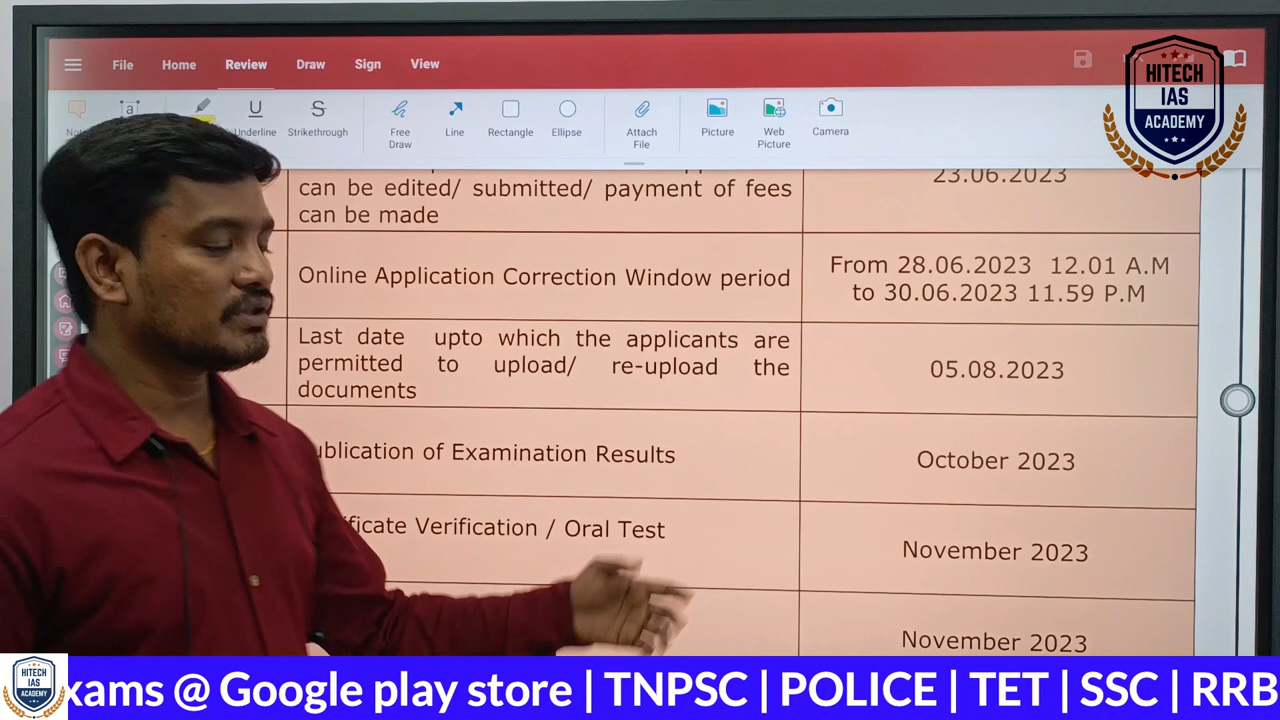 File Home Review Draw Sign View
HITECH
IAS
ACADEMY
Underline Strikethrough Free Draw Line Rectangle Ellipse Attach File Picture Web Picture Camera
can be edited/ submitted/ payment of fees
can be made
23.06.2023
Online Application Correction Window period
From 28.06.2023 12.01 A.M
to 30.06.2023 11.59 P.M
Last date upto which the applicants are
permitted to upload/ re-upload the
documents
05.08.2023
ublication of Examination Results
October 2023
ificate Verification / Oral Test
November 2023
November 2023
HITECH
IAS
ACADEMY
xams @ Google play store | TNPSC | POLICE | TET | SSC | RRB